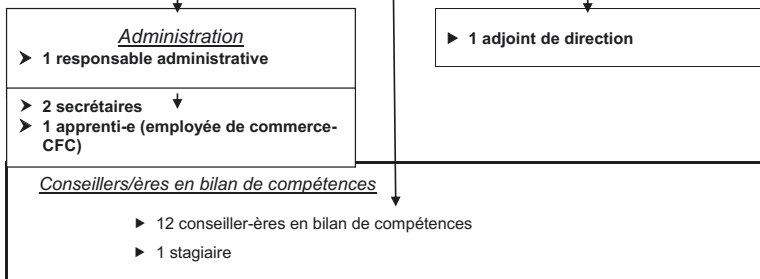 Administration
➤ 1 responsable administrative
➤ 2 secrétaires
➤ 1 apprenti-e (employée de commerce-
CFC)
► 1 adjoint de direction
Conseillers/ères en bilan de compétences
► 12 conseiller-ères en bilan de compétences
► 1 stagiaire